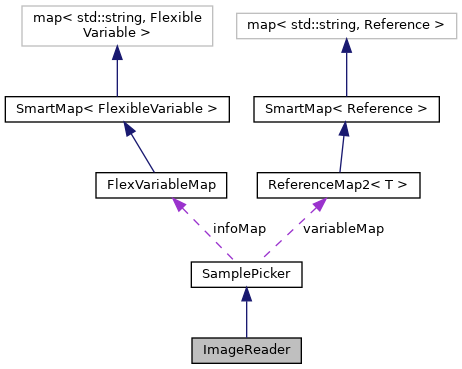 map< std::string, Flexible
Variable >
map< std::string, Reference >
SmartMap< FlexibleVariable >
SmartMap< Reference >
FlexVariableMap
ReferenceMap2< T >
infoMap
variableMap
SamplePicker
ImageReader